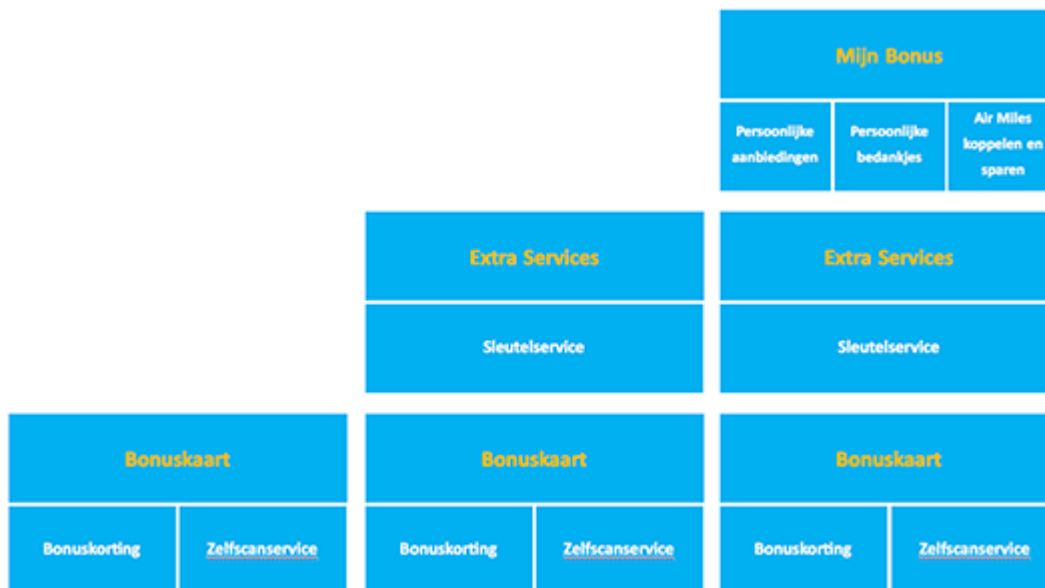 Mijn Bonus
Persoonlijke
aanbiedingen
Persoonlijke
bedankjes
Air Miles
koppelen en
sparen
Extra Services
Extra Services
Sleutelservice
Sleutelservice
Bonuskaart
Bonuskaart
Bonuskaart
Bonuskorting
Zelfscanservice
Bonuskorting
Zelfscanservice
Bonuskorting
Zelfscanservice